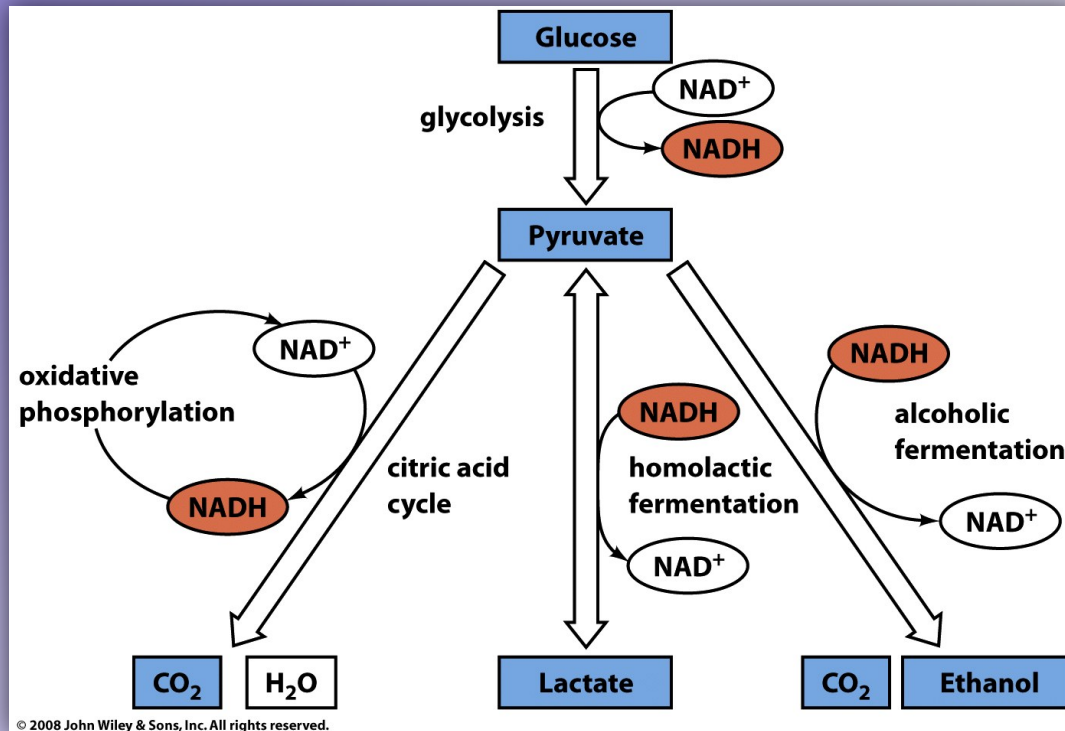 Glucose
NAD⁺
glycolysis
NADH
Pyruvate
NAD⁺
NADH
oxidative
phosphorylation
NADH
alcoholic
fermentation
citric acid
cycle
homolactic
fermentation
NADH
NAD⁺
NAD⁺
CO₂
H₂O
Lactate
CO₂
Ethanol
© 2008 John Wiley & Sons, Inc. All rights reserved.